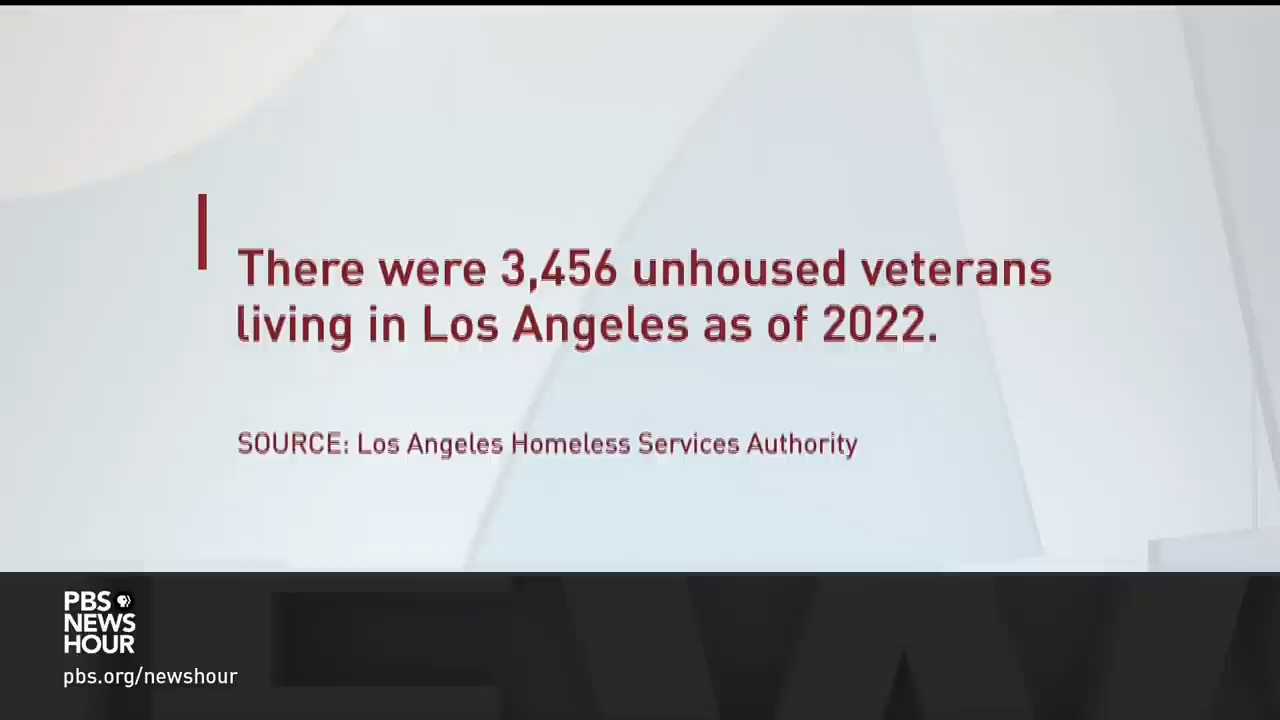 There were 3,456 unhoused veterans
living in Los Angeles as of 2022.
SOURCE: Los Angeles Homeless Services Authority
PBS
NEWS
HOUR
pbs.org/newshour